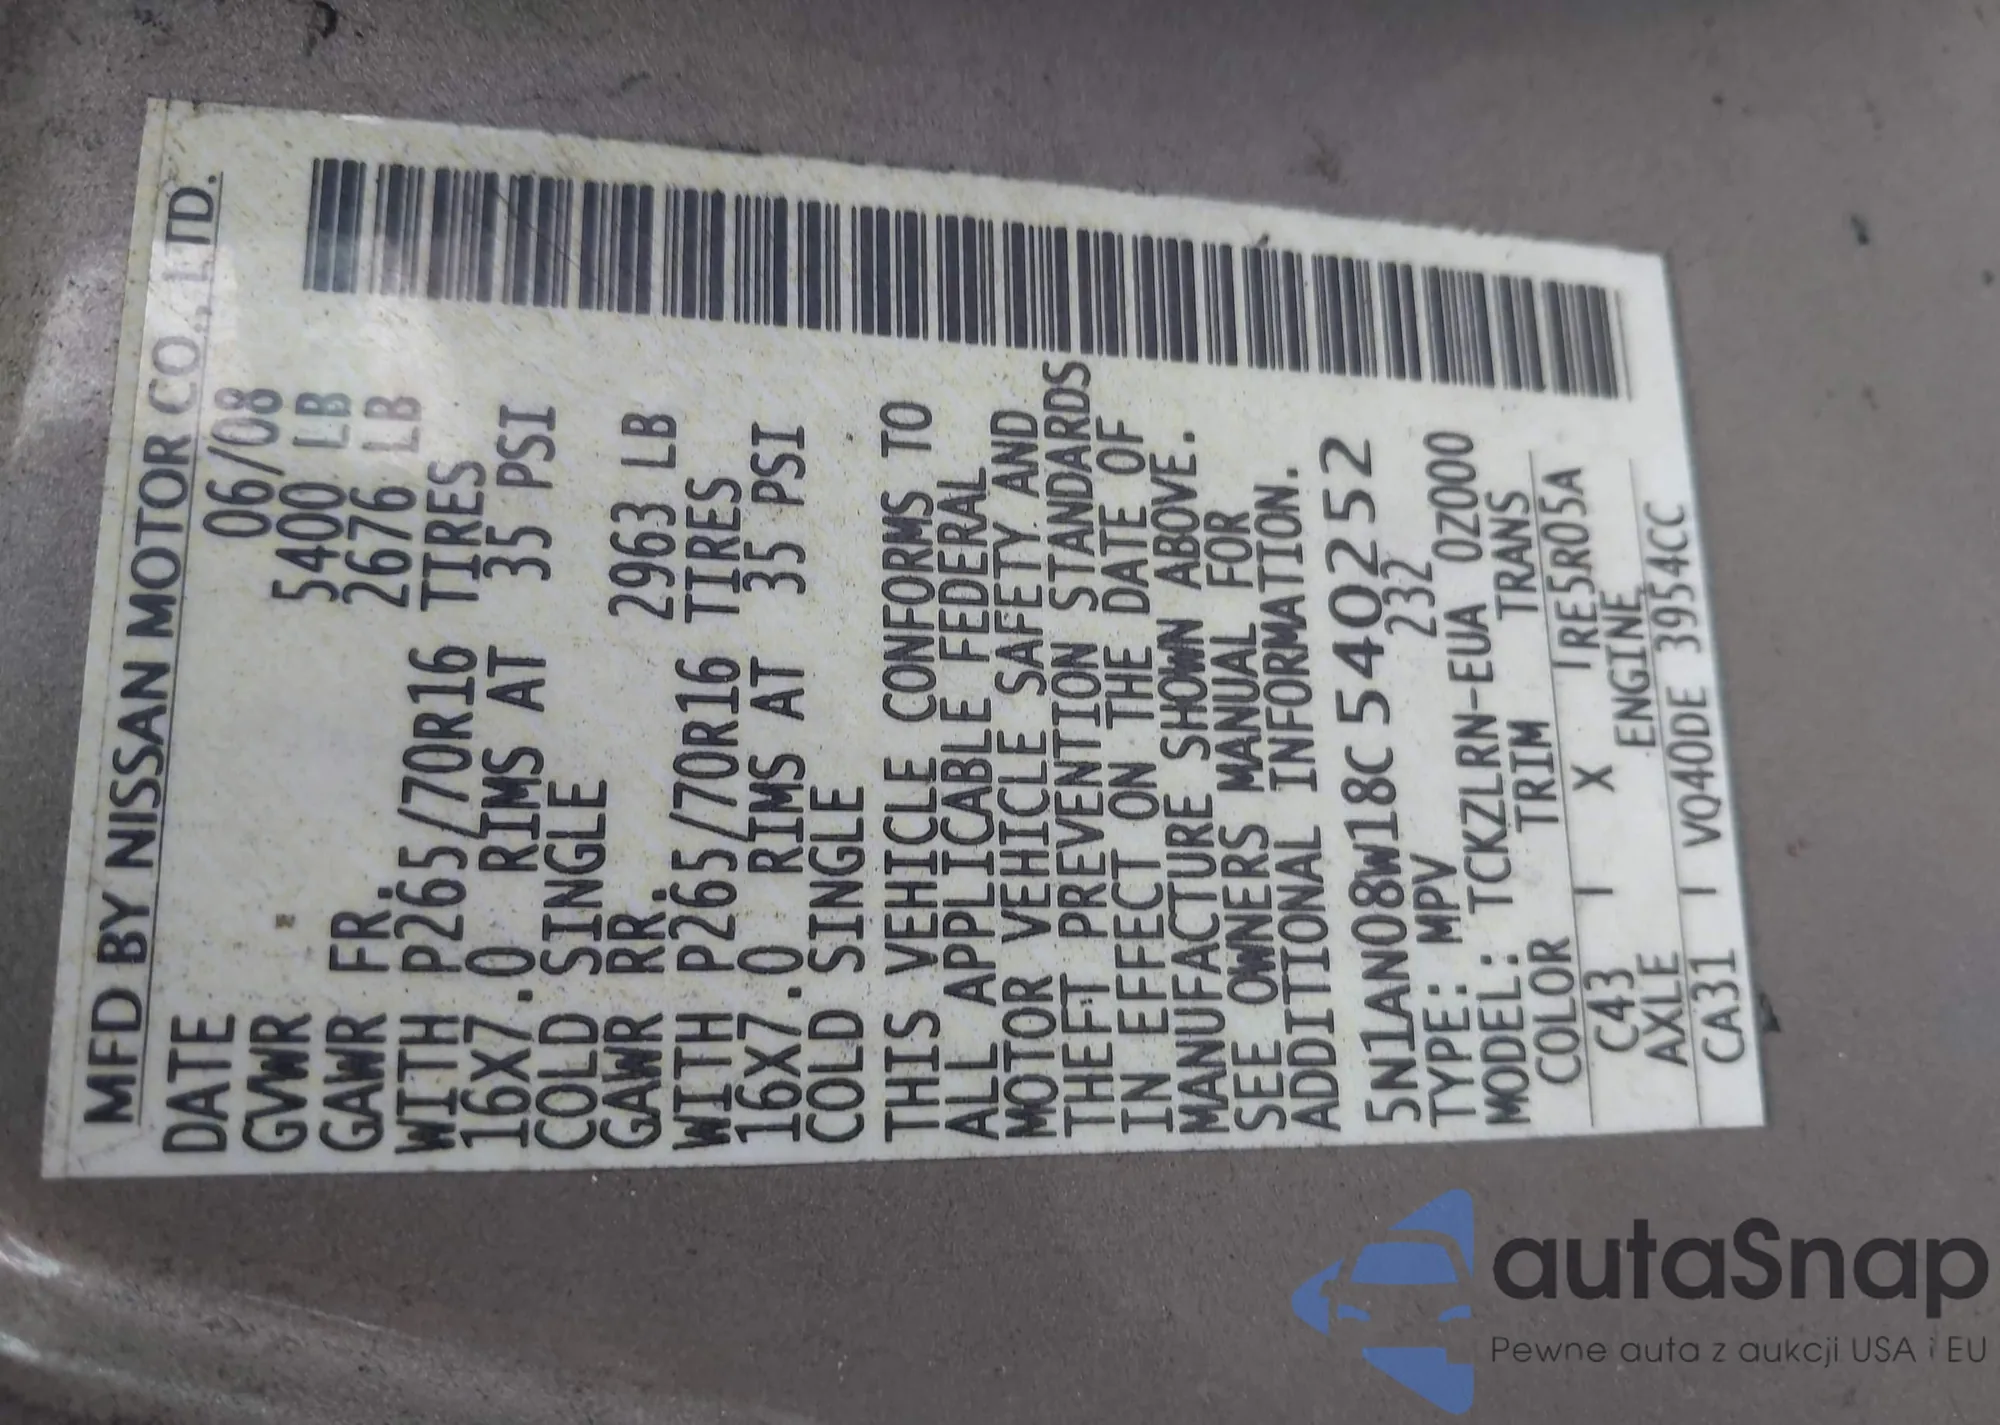 MFD BY NISSAN MOTOR CO., LTD.
DATE 06/08
GVWR 5400 LB
GAWR FR. 2676 LB
WITH P265/70R16 TIRES
16X7.0 RIMS AT 35 PSI
COLD SINGLE
GAWR RR. 2963 LB
WITH P265/70R16 TIRES
16X7.0 RIMS AT 35 PSI
COLD SINGLE
THIS VEHICLE CONFORMS TO
ALL APPLICABLE FEDERAL
MOTOR VEHICLE SAFETY AND
THEFT PREVENTION STANDARDS
IN EFFECT ON THE DATE OF
MANUFACTURE SHOWN ABOVE.
SEE OWNERS MANUAL FOR
ADDITIONAL INFORMATION.
5N1AN08W18C540252
TYPE: MPV 232
MODEL: TCKZLRN-EUA 0Z000
COLOR TRIM TRANS
C43 X RE5R05A
AXLE ENGINE
CA31 VQ40DE 3954CC
autaSnap
Pewne auta z aukcji USA i EU